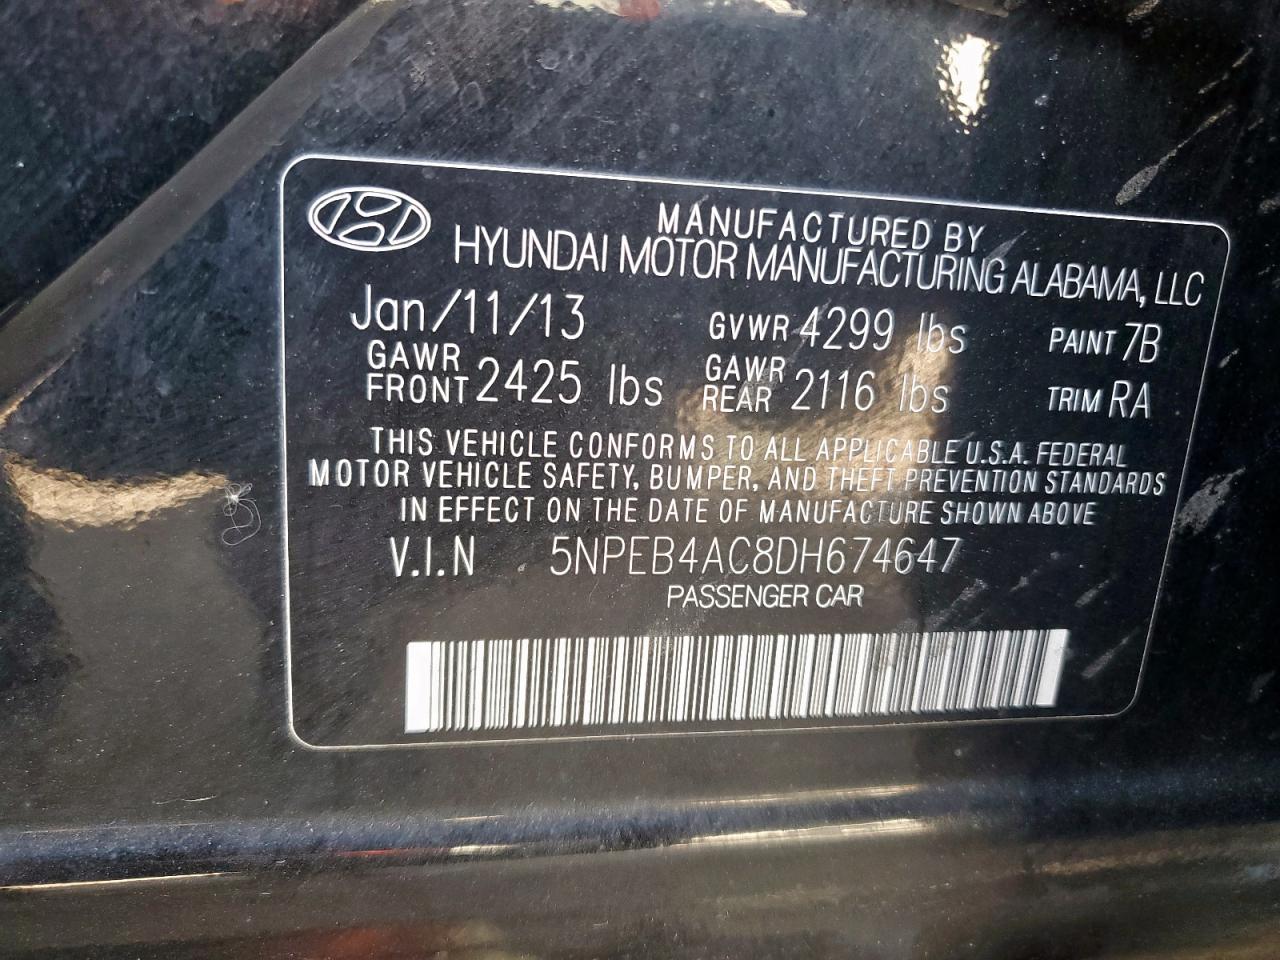 MANUFACTURED BY
HYUNDAI MOTOR MANUFACTURING ALABAMA, LLC
Jan/11/13 GVWR 4299 lbs PAINT 7B
GAWR FRONT 2425 lbs GAWR REAR 2116 lbs TRIM RA
THIS VEHICLE CONFORMS TO ALL APPLICABLE U.S.A. FEDERAL
MOTOR VEHICLE SAFETY, BUMPER, AND THEFT PREVENTION STANDARDS
IN EFFECT ON THE DATE OF MANUFACTURE SHOWN ABOVE
V.I.N 5NPEB4AC8DH674647
PASSENGER CAR